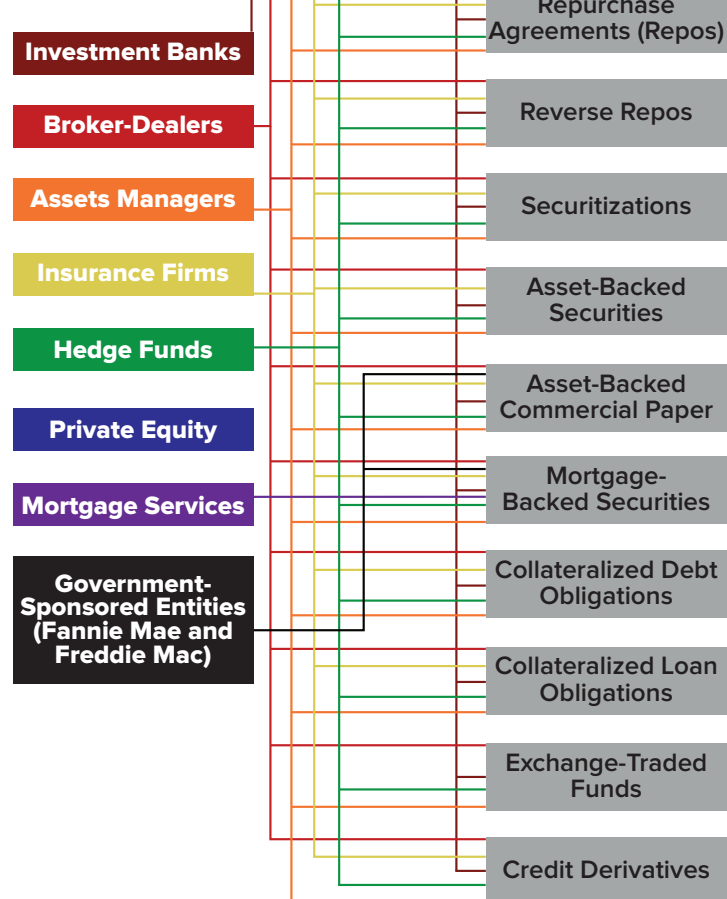 Investment Banks
Broker-Dealers
Assets Managers
Insurance Firms
Hedge Funds
Private Equity
Mortgage Services
Government-
Sponsored Entities
(Fannie Mae and
Freddie Mac)
Repurchase
Agreements (Repos)
Reverse Repos
Securitizations
Asset-Backed
Securities
Asset-Backed
Commercial Paper
Mortgage-
Backed Securities
Collateralized Debt
Obligations
Collateralized Loan
Obligations
Exchange-Traded
Funds
Credit Derivatives